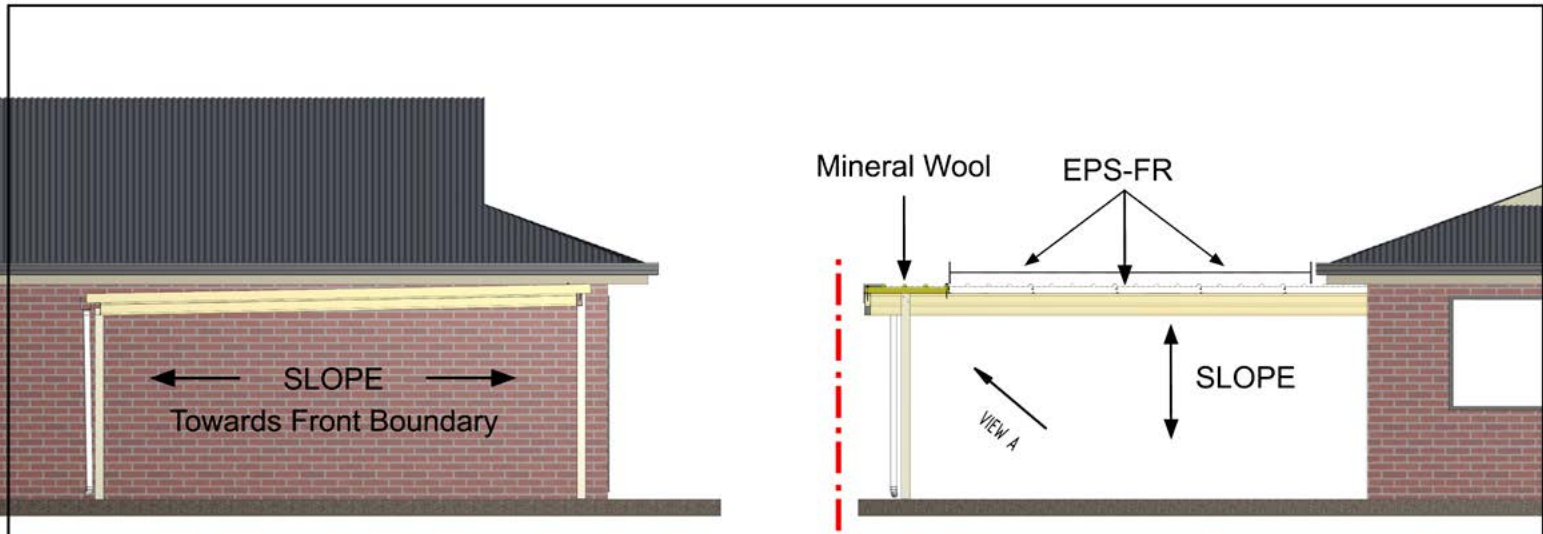 Mineral Wool
EPS-FR
SLOPE
Towards Front Boundary
SLOPE
VIEW A